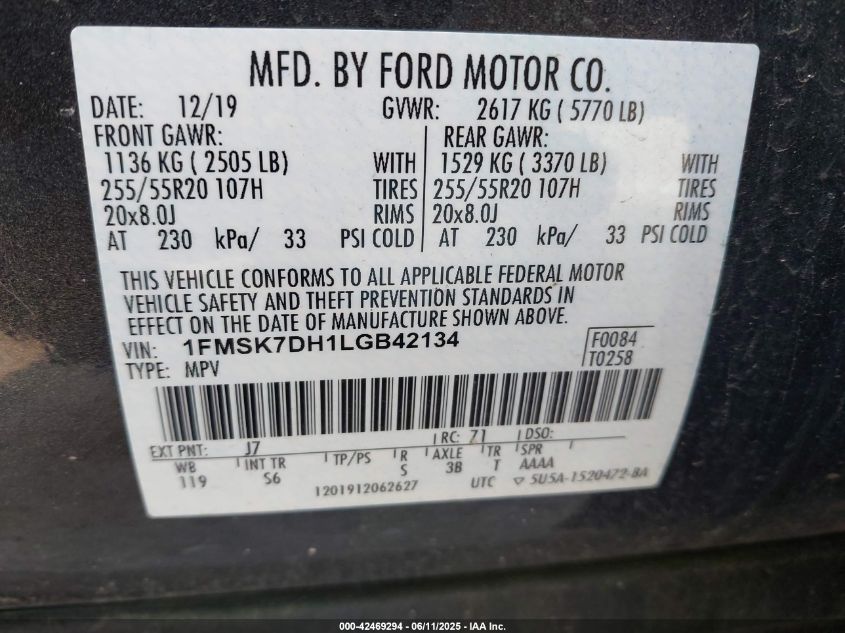 MFD. BY FORD MOTOR CO.
DATE: 12/19 GVWR: 2617 KG ( 5770 LB)
FRONT GAWR: REAR GAWR:
1136 KG ( 2505 LB) WITH 1529 KG ( 3370 LB) WITH
255/55R20 107H TIRES 255/55R20 107H TIRES
20x8.0J RIMS 20x8.0J RIMS
AT 230 kPa/ 33 PSI COLD AT 230 kPa/ 33 PSI COLD
THIS VEHICLE CONFORMS TO ALL APPLICABLE FEDERAL MOTOR
VEHICLE SAFETY AND THEFT PREVENTION STANDARDS IN
EFFECT ON THE DATE OF MANUFACTURE SHOWN ABOVE.
VIN: 1FMSK7DH1LGB42134 F0084
TYPE: MPV T0258
EXT PNT: J7 RC: 71 DSO:
WB INT TR TP/PS R AXLE TR SPR
119 S6 S 3B T AAAA
1201912062627 UTC ▽ 5U5A-1520472-BA
000-42469294 - 06/11/2025 - IAA Inc.